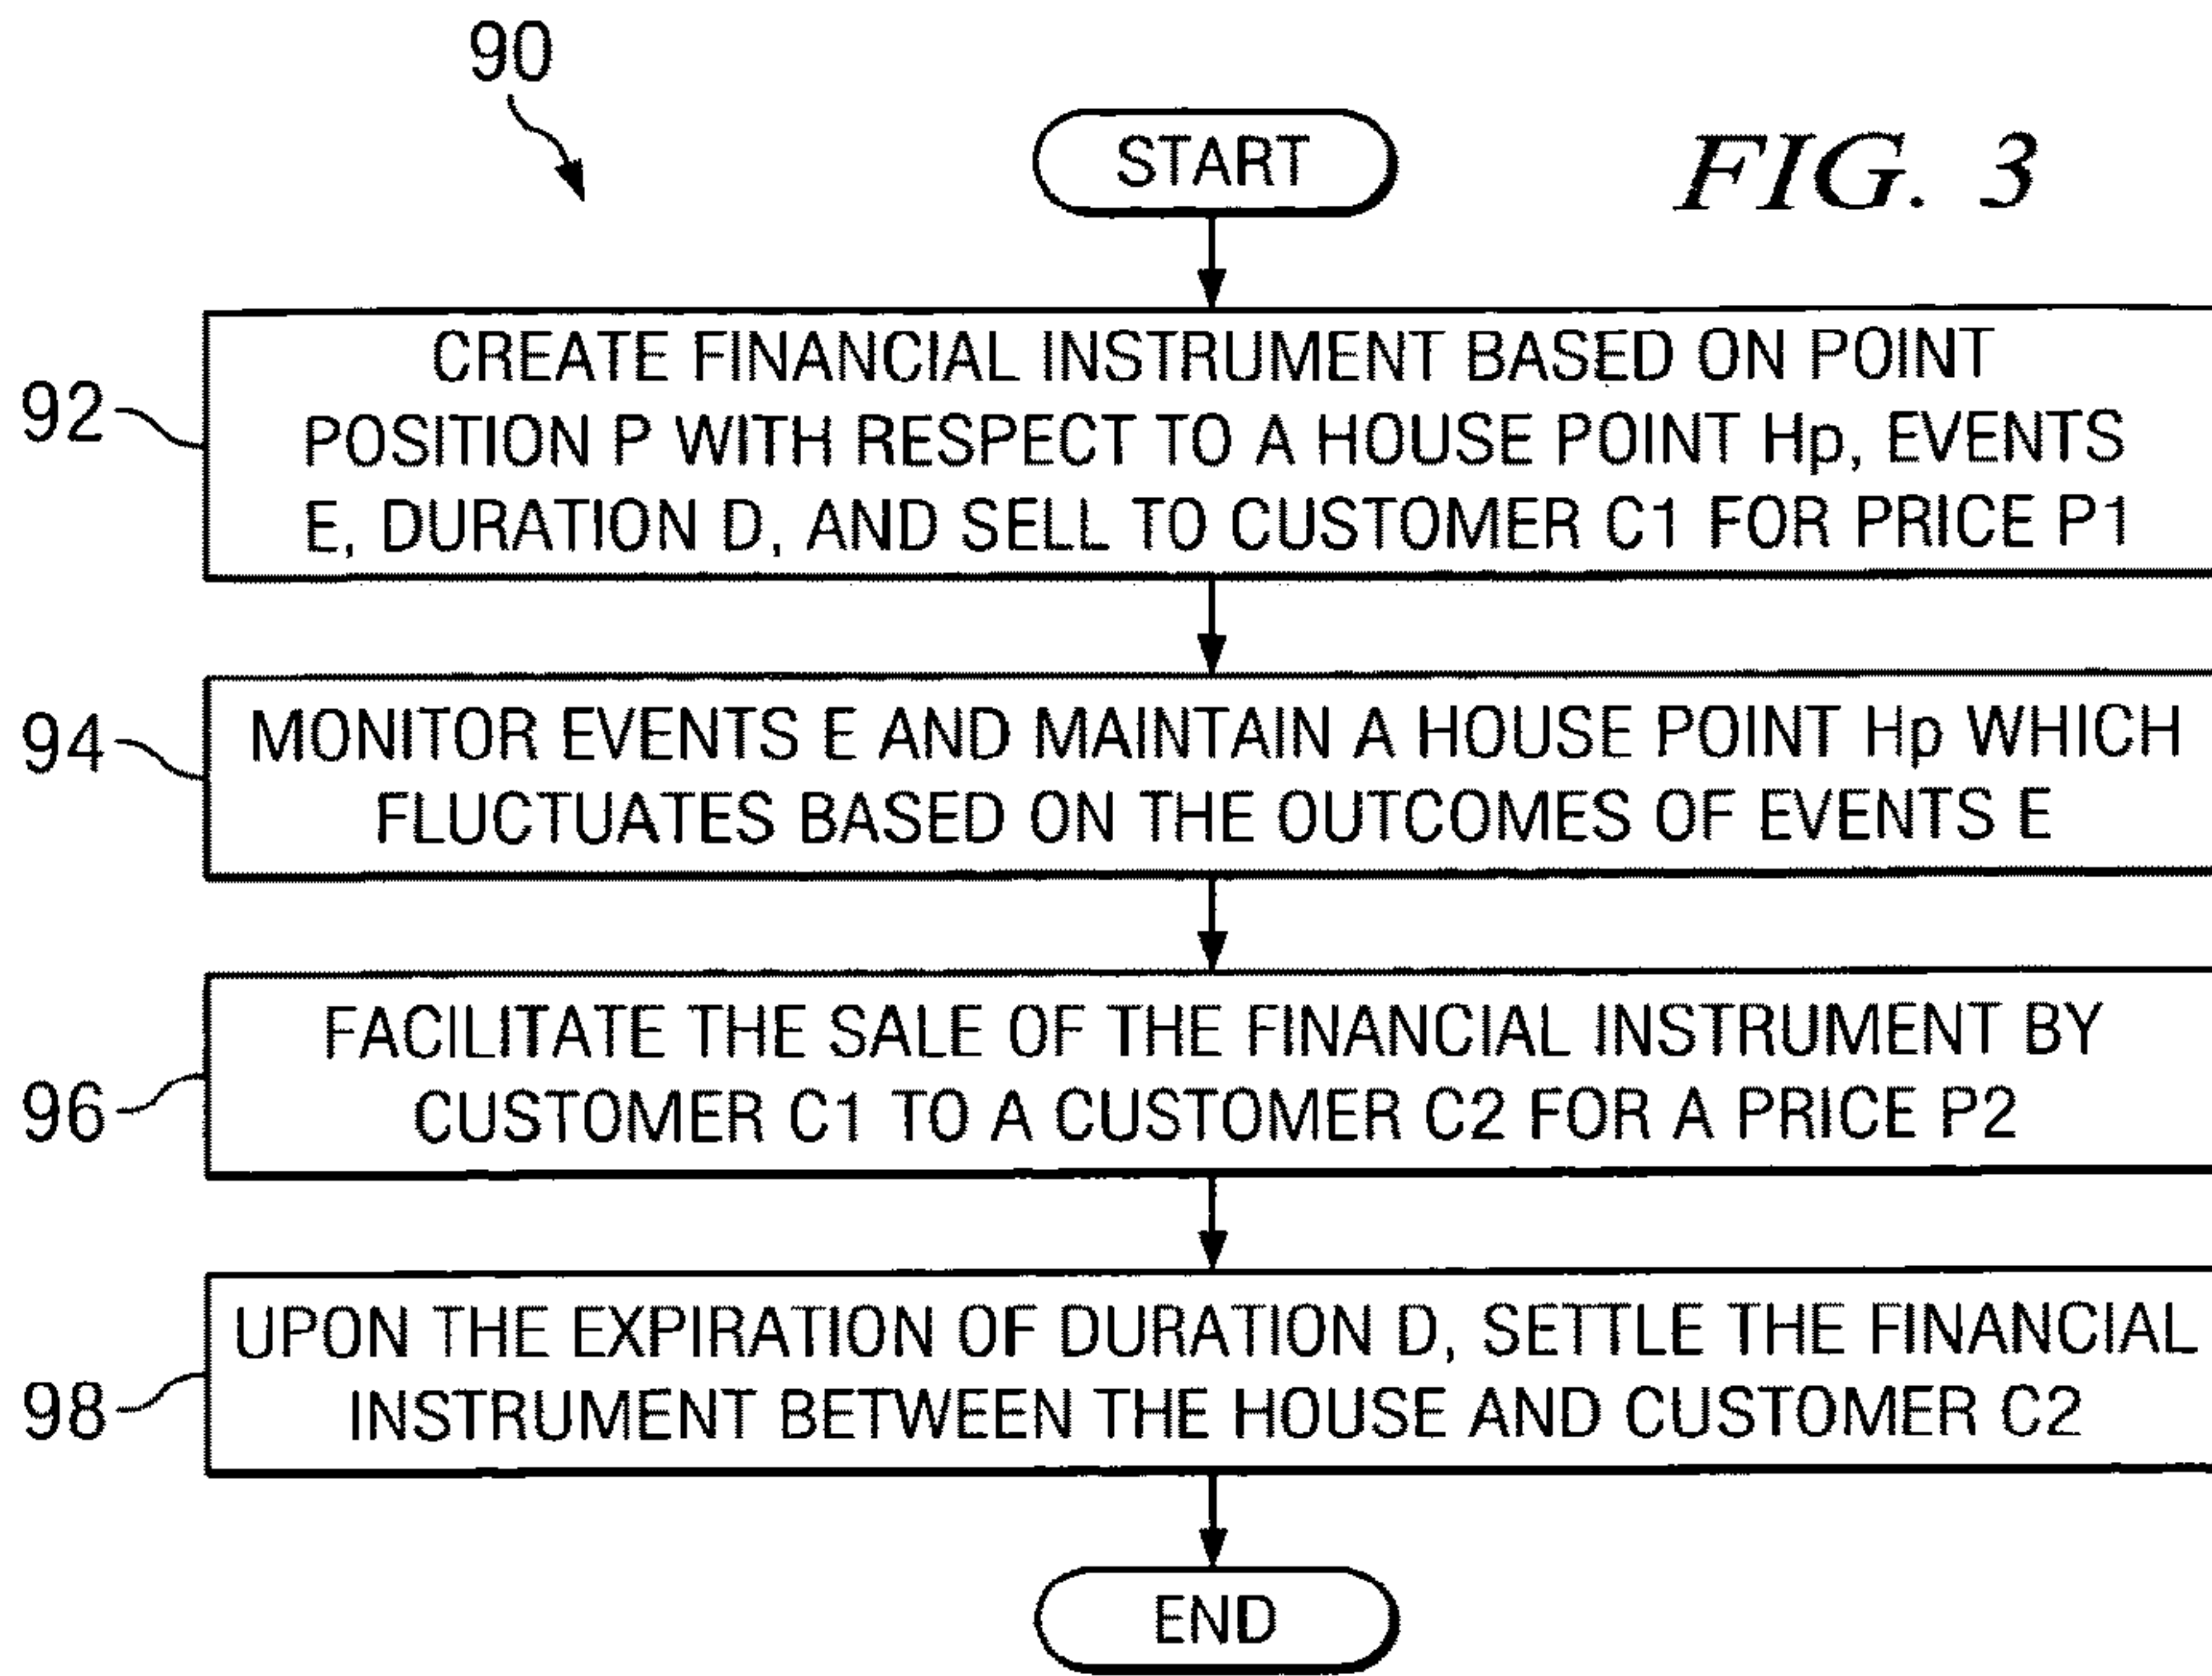 90
START
FIG. 3
92
CREATE FINANCIAL INSTRUMENT BASED ON POINT
POSITION P WITH RESPECT TO A HOUSE POINT Hp, EVENTS
E, DURATION D, AND SELL TO CUSTOMER C1 FOR PRICE P1
94
MONITOR EVENTS E AND MAINTAIN A HOUSE POINT Hp WHICH
FLUCTUATES BASED ON THE OUTCOMES OF EVENTS E
96
FACILITATE THE SALE OF THE FINANCIAL INSTRUMENT BY
CUSTOMER C1 TO A CUSTOMER C2 FOR A PRICE P2
98
UPON THE EXPIRATION OF DURATION D, SETTLE THE FINANCIAL
INSTRUMENT BETWEEN THE HOUSE AND CUSTOMER C2
END